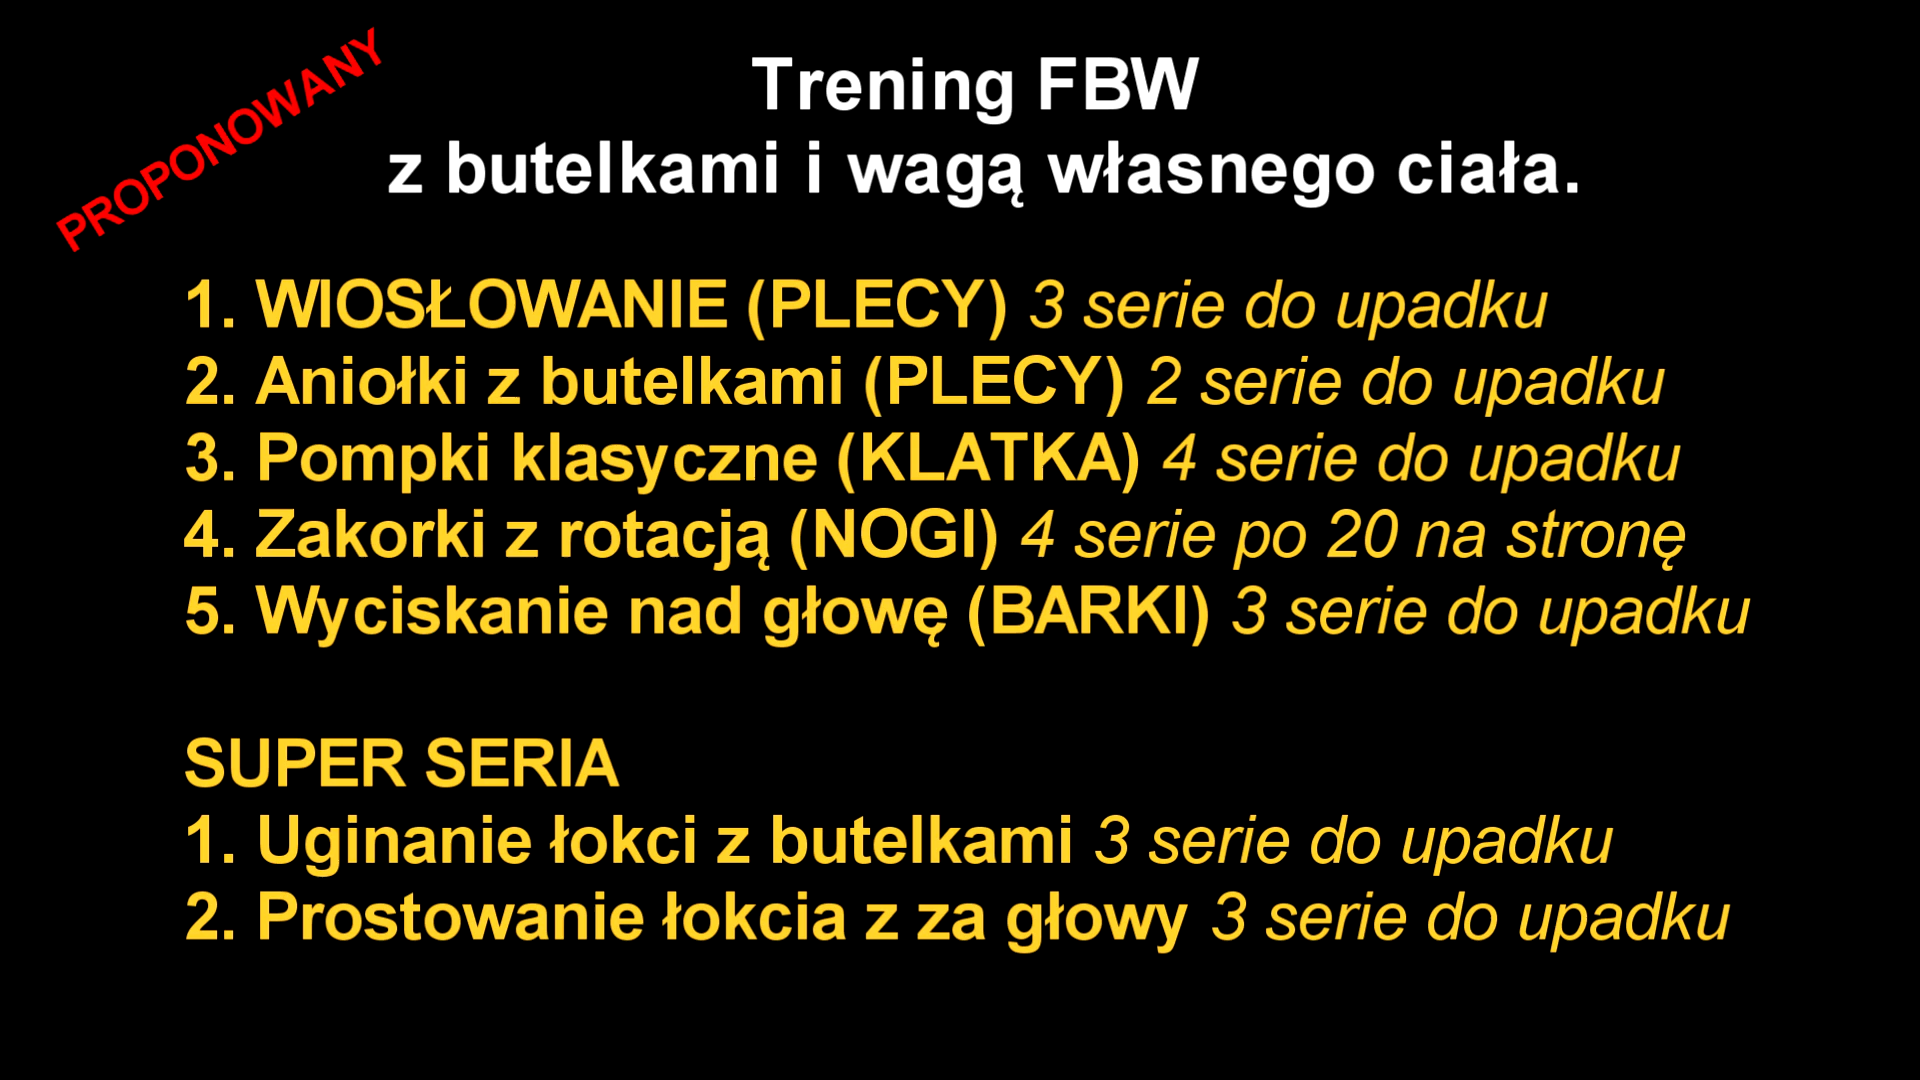 PROPONOWANY
Trening FBW
z butelkami i wagą własnego ciała.
1. WIOSŁOWANIE (PLECY) 3 serie do upadku
2. Aniołki z butelkami (PLECY) 2 serie do upadku
3. Pompki klasyczne (KLATKA) 4 serie do upadku
4. Zakorki z rotacją (NOGI) 4 serie po 20 na stronę
5. Wyciskanie nad głowę (BARKI) 3 serie do upadku
SUPER SERIA
1. Uginanie łokci z butelkami 3 serie do upadku
2. Prostowanie łokcia z za głowy 3 serie do upadku